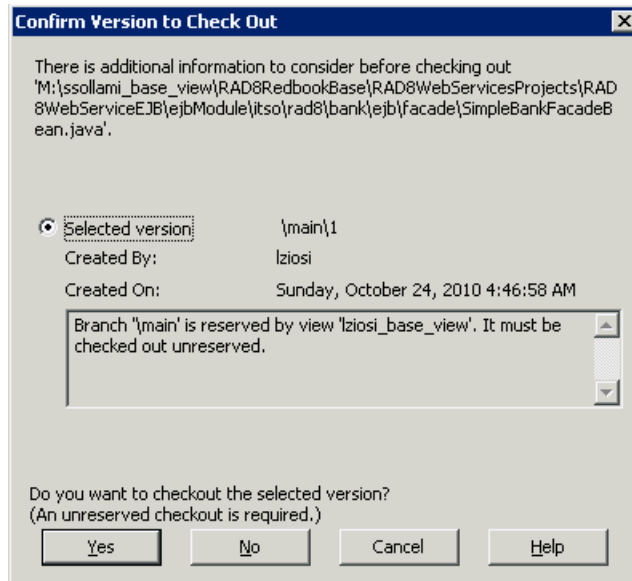 Confirm Version to Check Out
There is additional information to consider before checking out
'M:\ssollami_base_view\RAD8RedbookBase\RAD8WebServicesProjects\RAD
8WebServiceEJB\ejbModule\itso\rad8\bank\ejb\facade\SimpleBankFacadeB
ean.java'.
Selected version \main\1
Created By: lziosi
Created On: Sunday, October 24, 2010 4:46:58 AM
Branch '\main' is reserved by view 'lziosi_base_view'. It must be
checked out unreserved.
Do you want to checkout the selected version?
(An unreserved checkout is required.)
Yes No Cancel Help